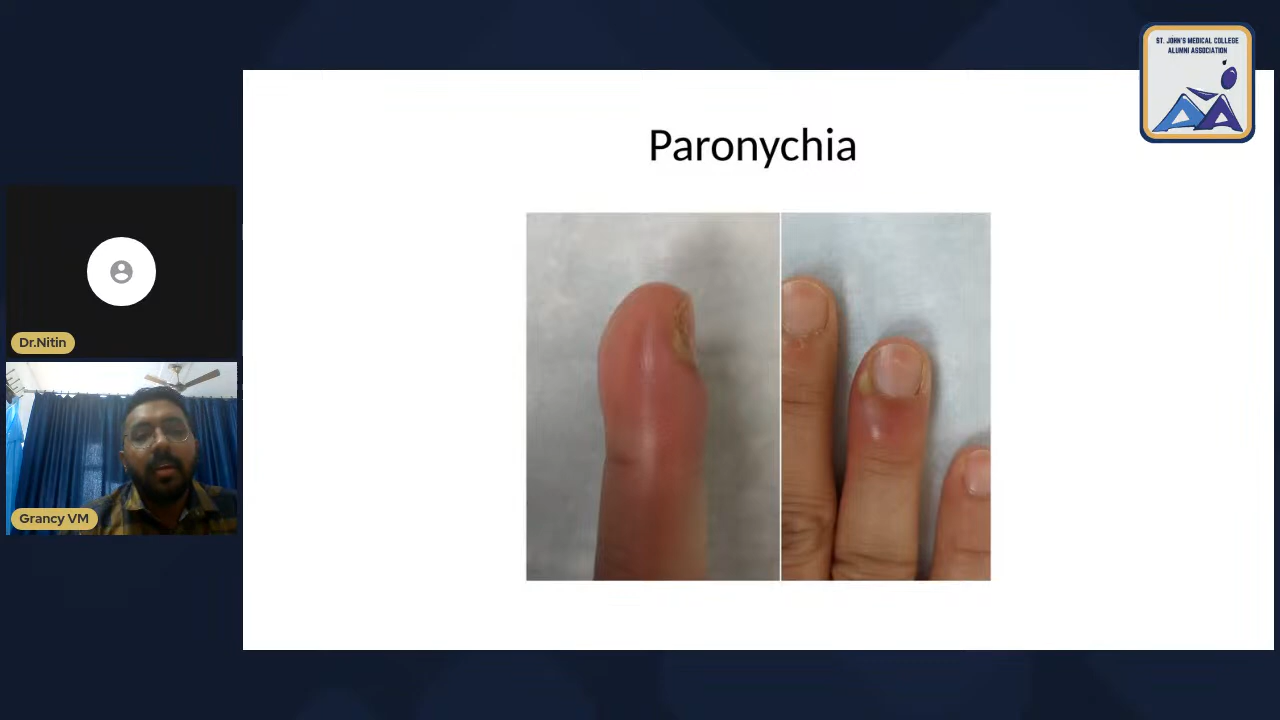 ST. JOHN'S MEDICAL COLLEGE
ALUMNI ASSOCIATION
Paronychia
Dr.Nitin
Grancy VM